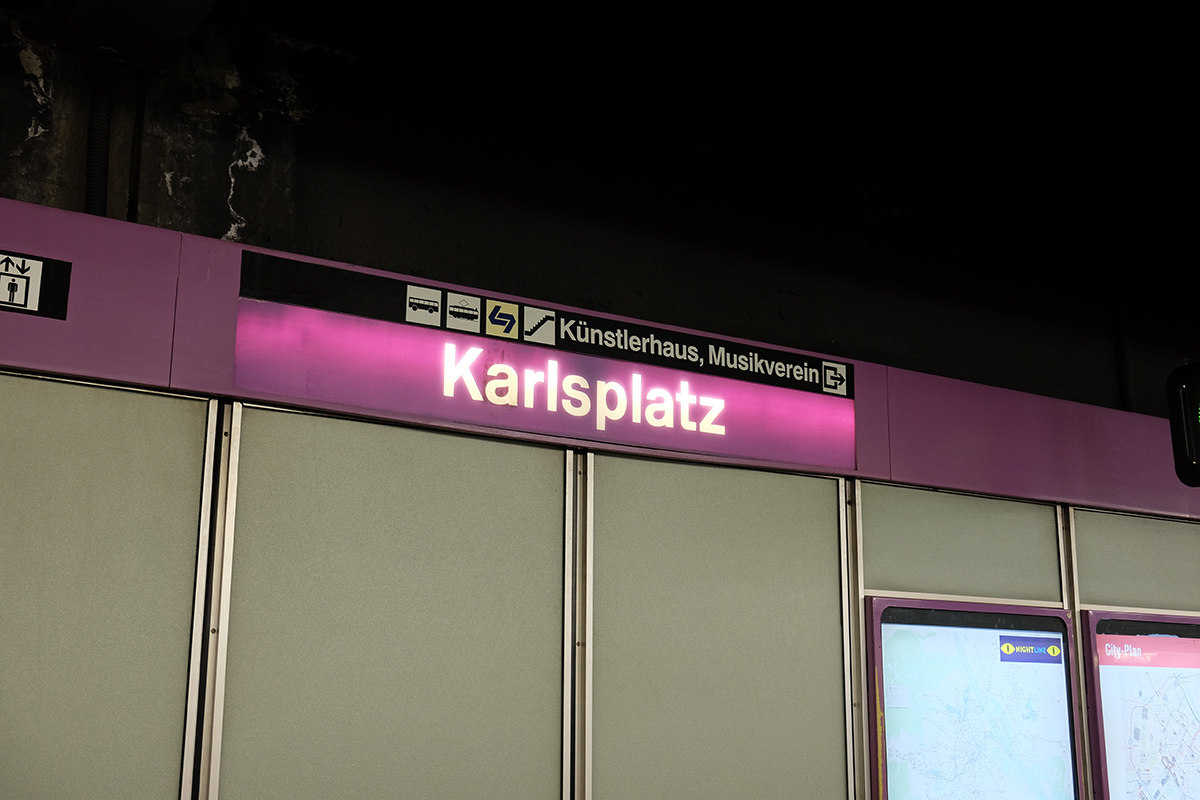 Künstlerhaus, Musikverein
Karlsplatz
NIGHTLINE
City-Plan